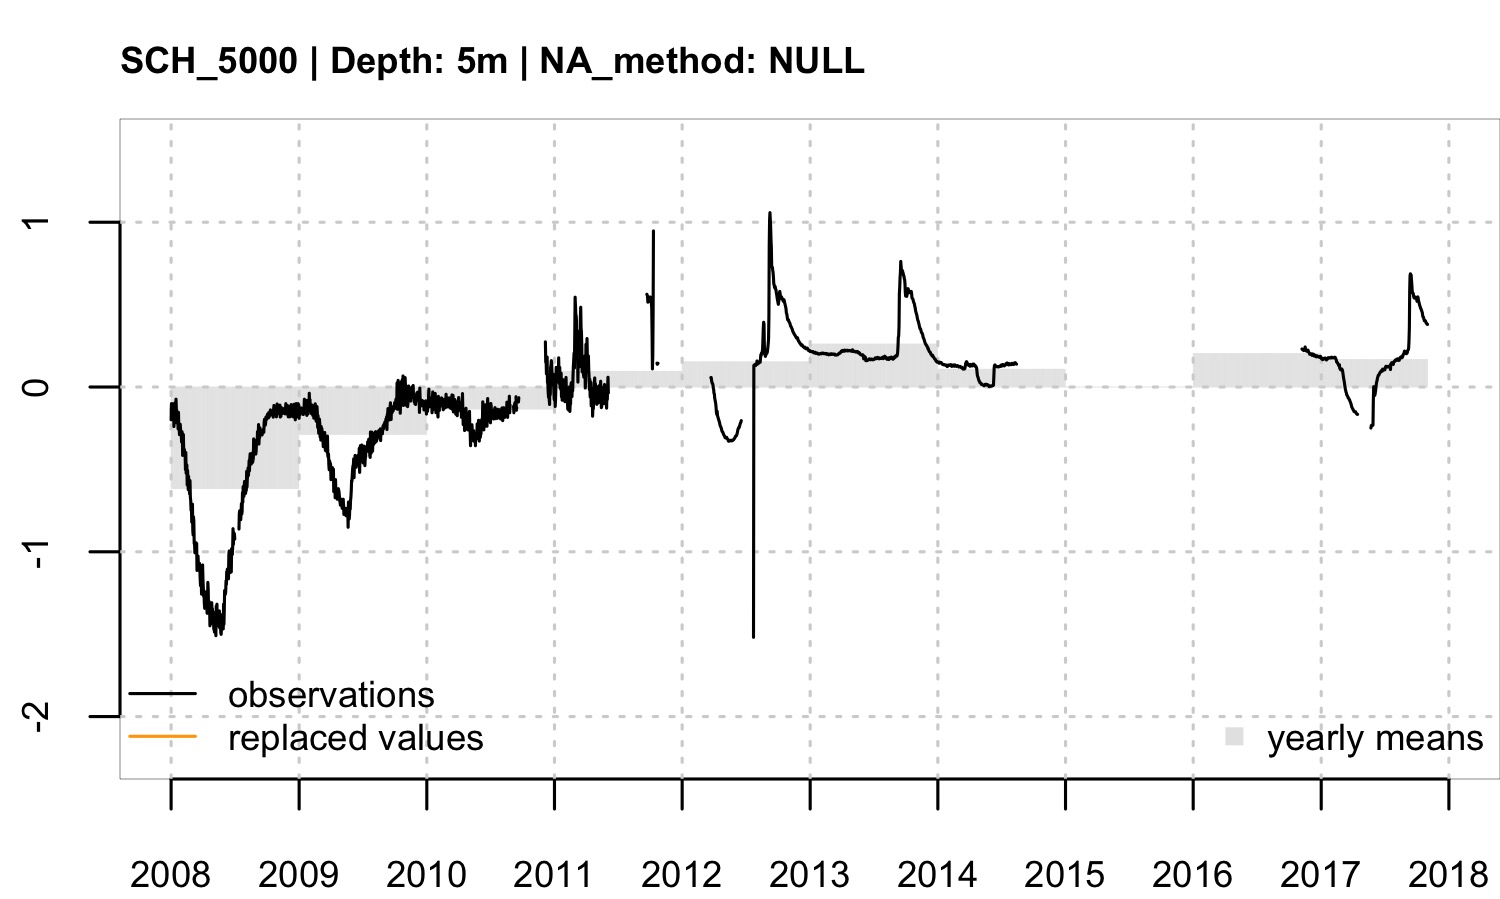 SCH_5000 | Depth: 5m | NA_method: NULL
1
0
-1
-2
observations
replaced values
yearly means
2008 2009 2010 2011 2012 2013 2014 2015 2016 2017 2018